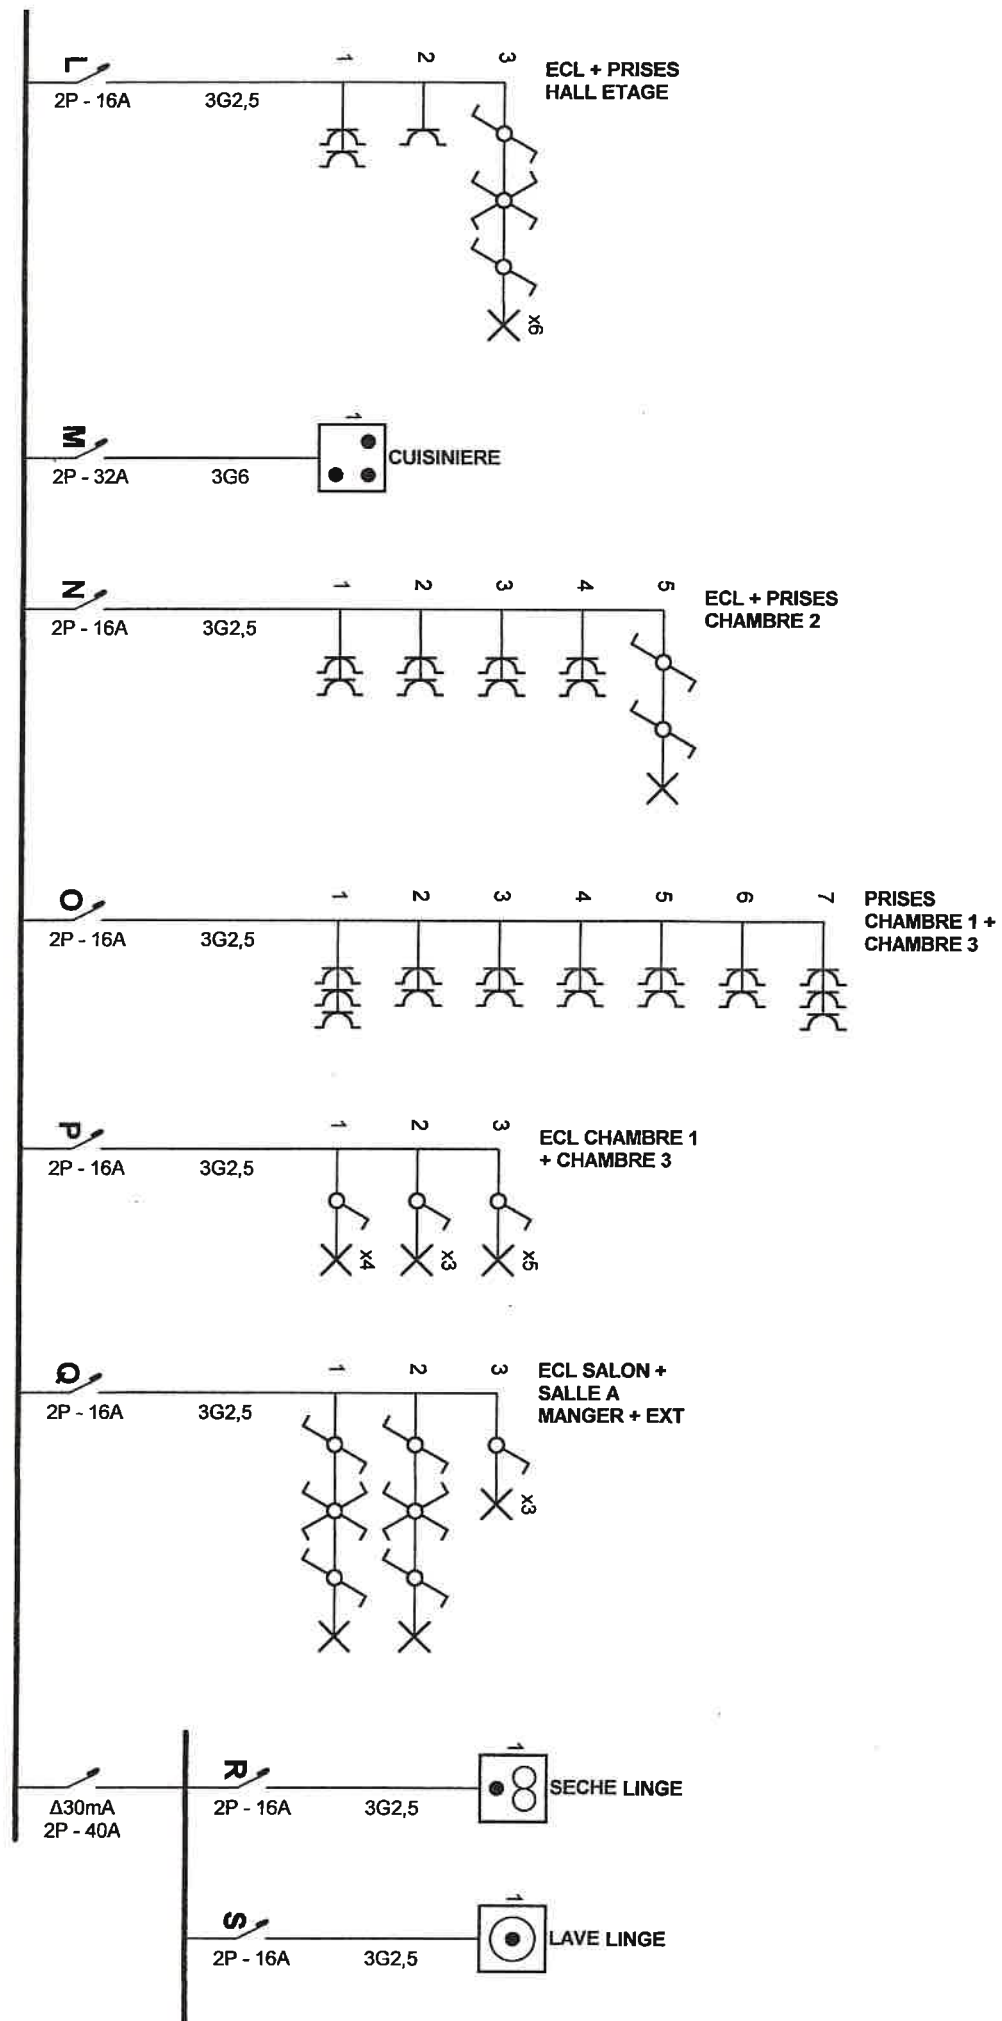 L
1
2
3
ECL + PRISES
HALL ETAGE
2P - 16A
3G2,5
x6
M
1
CUISINIERE
2P - 32A
3G6
N
1
2
3
4
5
ECL + PRISES
CHAMBRE 2
2P - 16A
3G2,5
O
1
2
3
4
5
6
7
PRISES
CHAMBRE 1 +
CHAMBRE 3
2P - 16A
3G2,5
P
1
2
3
ECL CHAMBRE 1
+ CHAMBRE 3
2P - 16A
3G2,5
x4
x3
x5
Q
1
2
3
ECL SALON +
SALLE A
MANGER + EXT
2P - 16A
3G2,5
x3
R
1
SECHE LINGE
2P - 16A
3G2,5
Δ30mA
2P - 40A
S
1
LAVE LINGE
2P - 16A
3G2,5